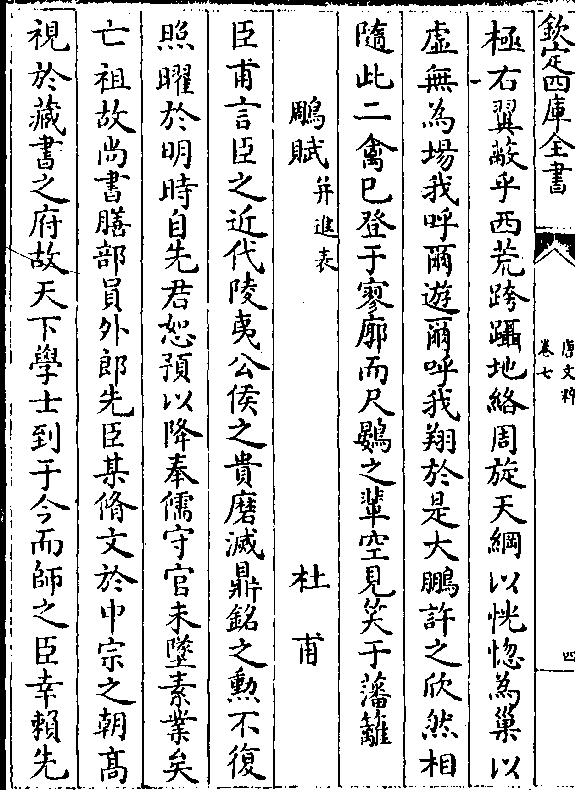 欽定四庫全書
唐文粹
卷七
四
極右翼蔽乎西荒跨躡地絡周旋天綱以恍惚為巢以
虛無為場我呼爾遊爾呼我翔於是大鵬許之欣然相
隨此二禽已登于寥廓而尺鷃之輩空見笑于藩籬
鵰賦并進表
杜甫
臣甫言臣之近代陵夷公侯之貴磨滅鼎銘之勲不復
照曜於明時自先君恕預以降奉儒守官未墜素業矣
亡祖故尚書膳部員外郎先臣某脩文於中宗之朝高
視於藏書之府故天下學士到于今而師之臣幸賴先